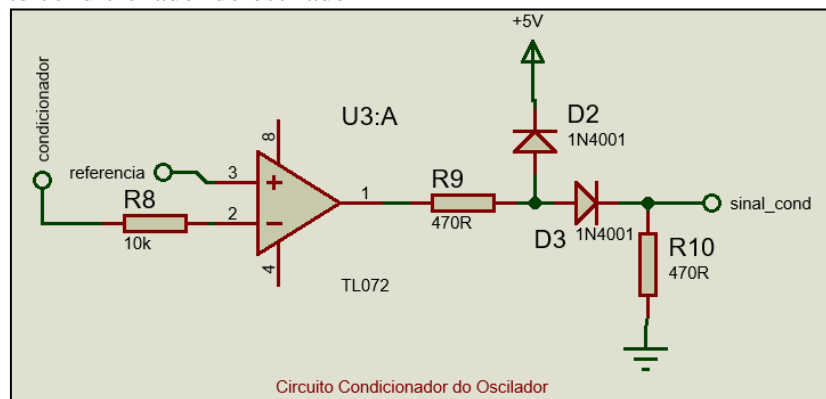 +5V
condicionador
referencia
U3:A
D2
1N4001
8
3
R8
10k
2
1
4
R9
470R
D3
1N4001
sinal_cond
R10
470R
TL072
Circuito Condicionador do Oscilador